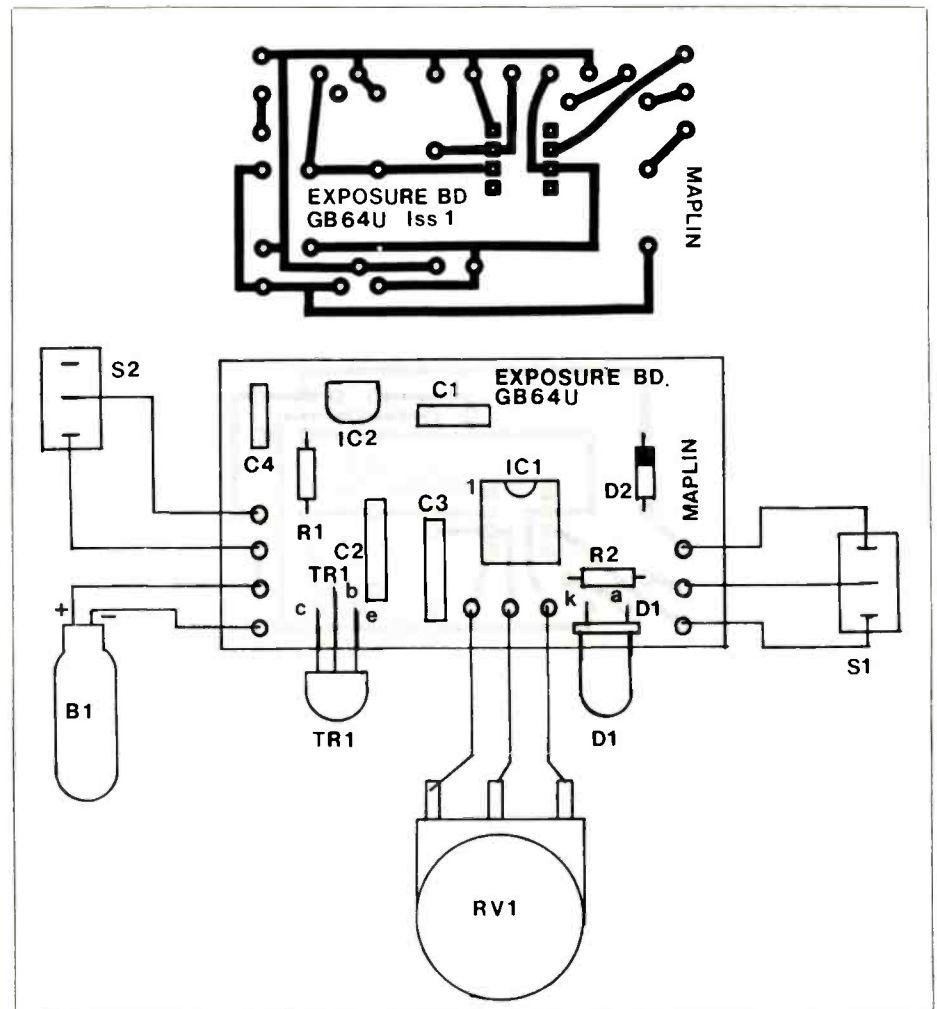 EXPOSURE BD
GB64U Iss 1
MAPLIN
S2
EXPOSURE BD.
GB64U
C1
IC2
C4
IC1
1
D2
MAPLIN
C3
R1
C2
R2
TR1
b
k
a
c
e
D1
+
−
S1
B1
TR1
D1
RV1